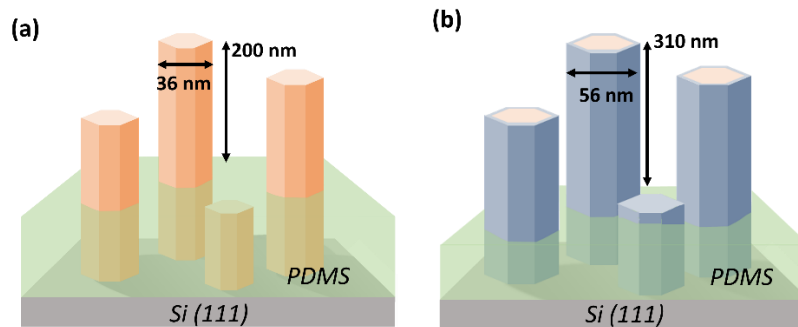 (a)
200 nm
36 nm
PDMS
Si (111)
(b)
310 nm
56 nm
PDMS
Si (111)